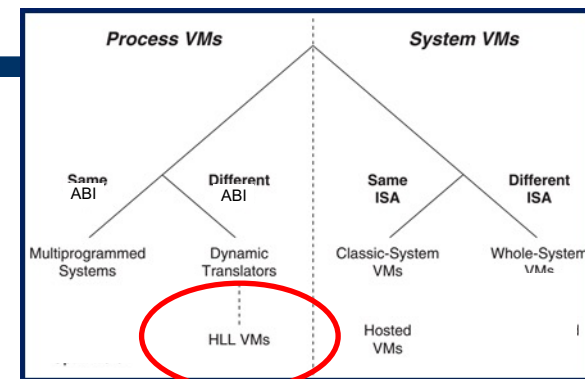 Process VMs
System VMs
Same
ABI
Different
ABI
Same
ISA
Different
ISA
Multiprogrammed
Systems
Dynamic
Translators
Classic-System
VMs
Whole-System
VMs
HLL VMs
Hosted
VMs